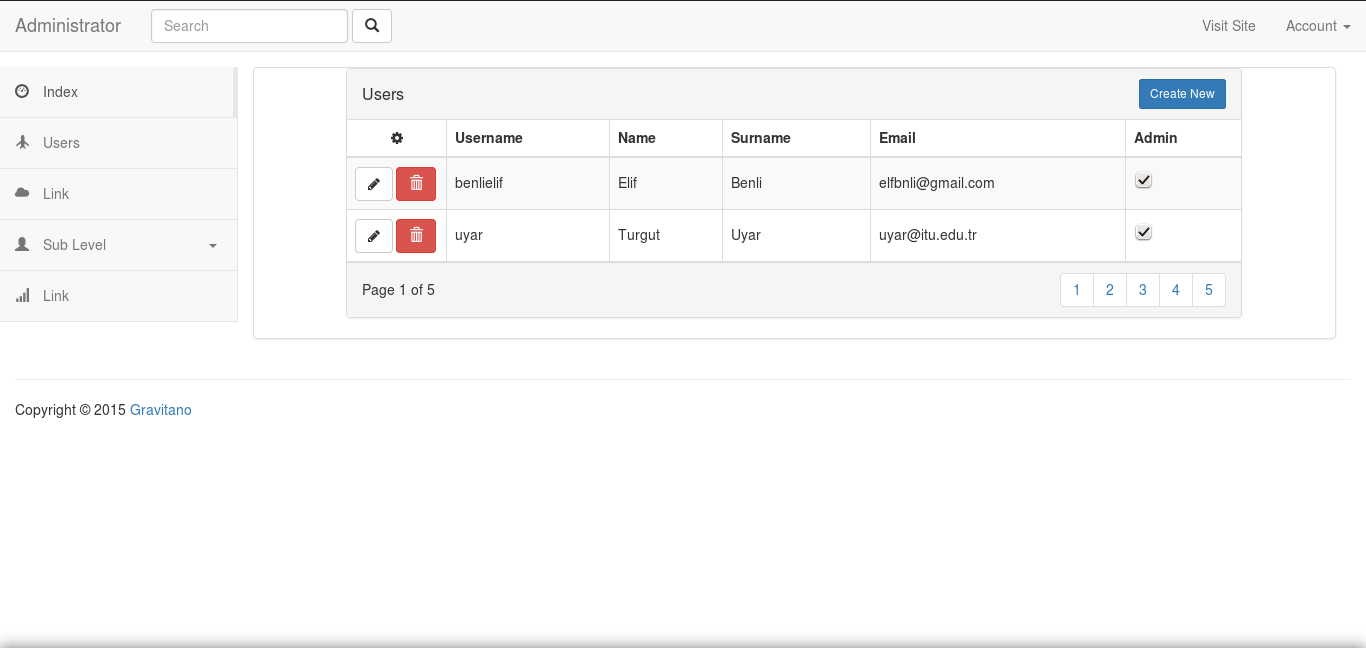 Administrator Search Visit Site Account
Index
Users
Link
Sub Level
Link
Users Create New
Username Name Surname Email Admin
benlielif Elif Benli elfbnli@gmail.com
uyar Turgut Uyar uyar@itu.edu.tr
Page 1 of 5 1 2 3 4 5
Copyright © 2015 Gravitano